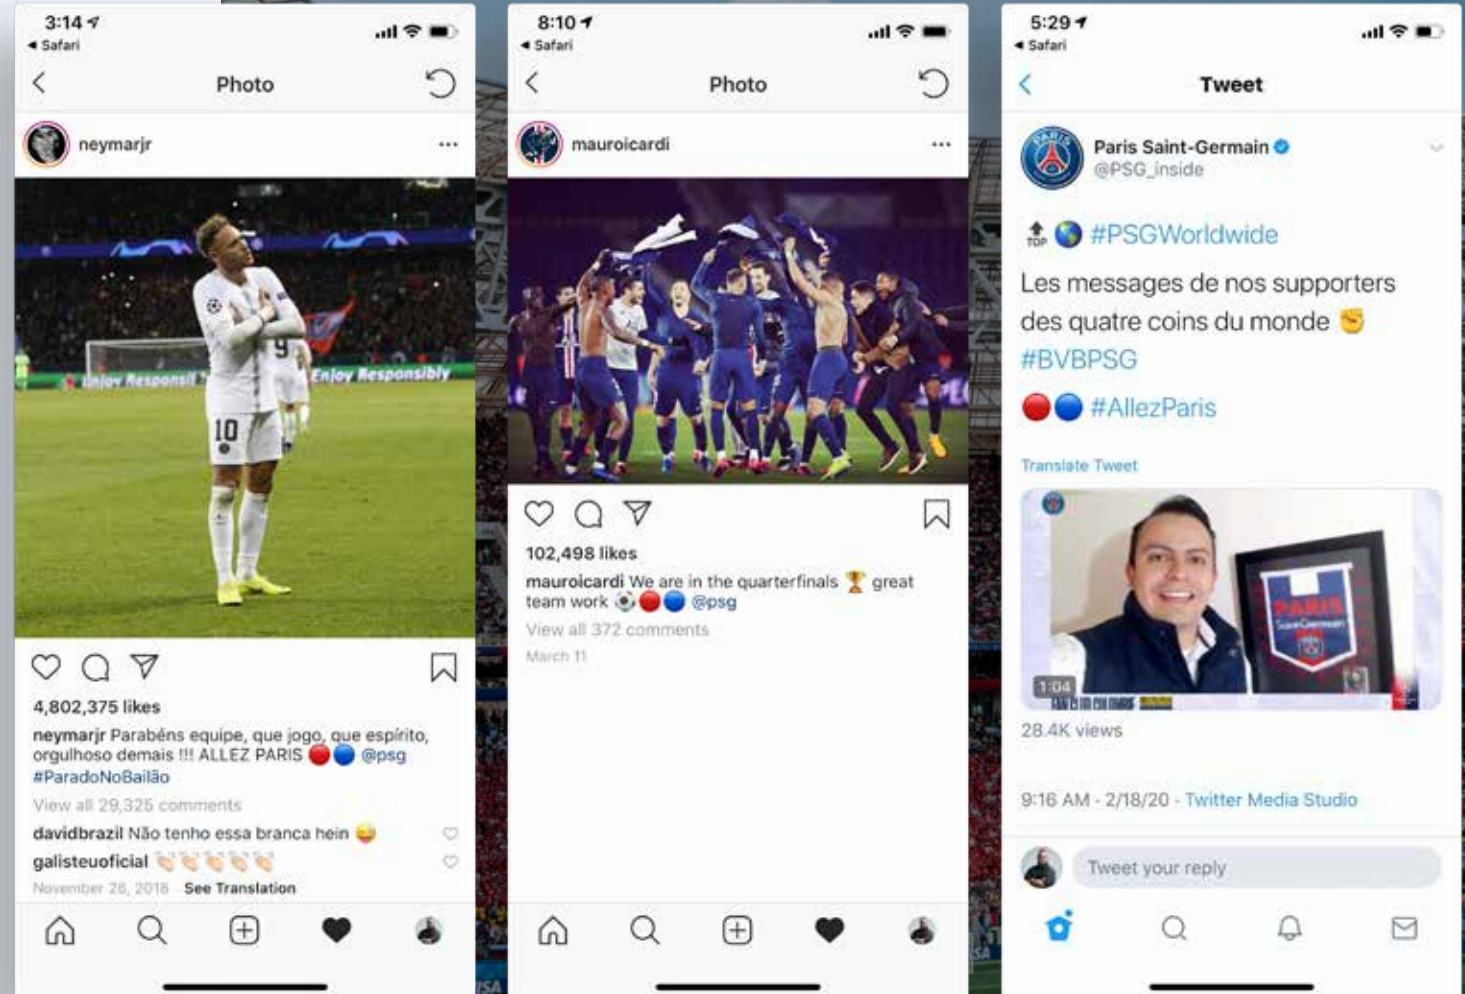 3:14
Safari
Photo
neymarjr
Enjoy Responsibly
9
10
4,802,375 likes
neymarjr Parabéns equipe, que jogo, que espírito,
orgulhoso demais !!! ALLEZ PARIS 🔴🔵 @psg
#ParadoNoBailão
View all 29,325 comments
davidbrazil Não tenho essa branca hein 😜
galisteuoficial 👏🏻👏🏻👏🏻👏🏻👏🏻
November 28, 2018 See Translation
8:10
Safari
Photo
mauroicardi
102,498 likes
mauroicardi We are in the quarterfinals 🏆 great
team work ⚽🔴🔵 @psg
View all 372 comments
March 11
5:29
Safari
Tweet
Paris Saint-Germain
@PSG_inside
🔝🌎 #PSGWorldwide
Les messages de nos supporters
des quatre coins du monde ✊
#BVBPSG
🔴🔵 #AllezParis
Translate Tweet
PARIS
Saint-Germain
1:04
28.4K views
9:16 AM · 2/18/20 · Twitter Media Studio
Tweet your reply
VISA